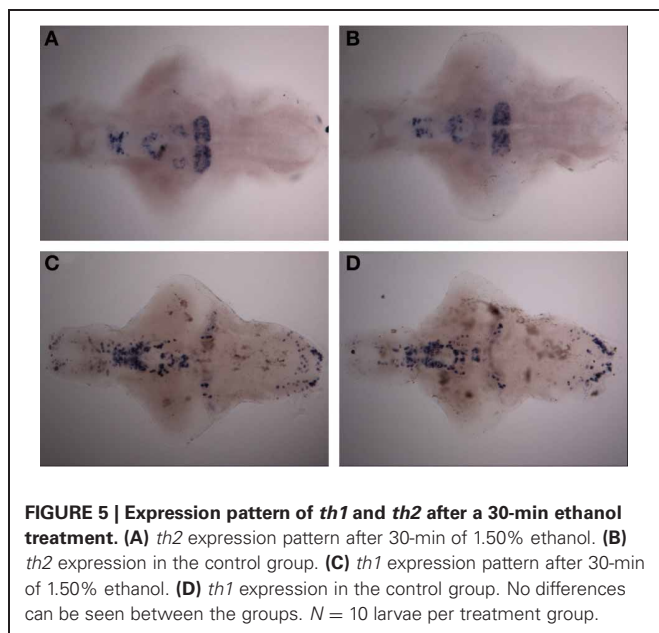 A
B
C
D
FIGURE 5 | Expression pattern of th1 and th2 after a 30-min ethanol
treatment. (A) th2 expression pattern after 30-min of 1.50% ethanol. (B)
th2 expression in the control group. (C) th1 expression pattern after 30-min
of 1.50% ethanol. (D) th1 expression in the control group. No differences
can be seen between the groups. N = 10 larvae per treatment group.